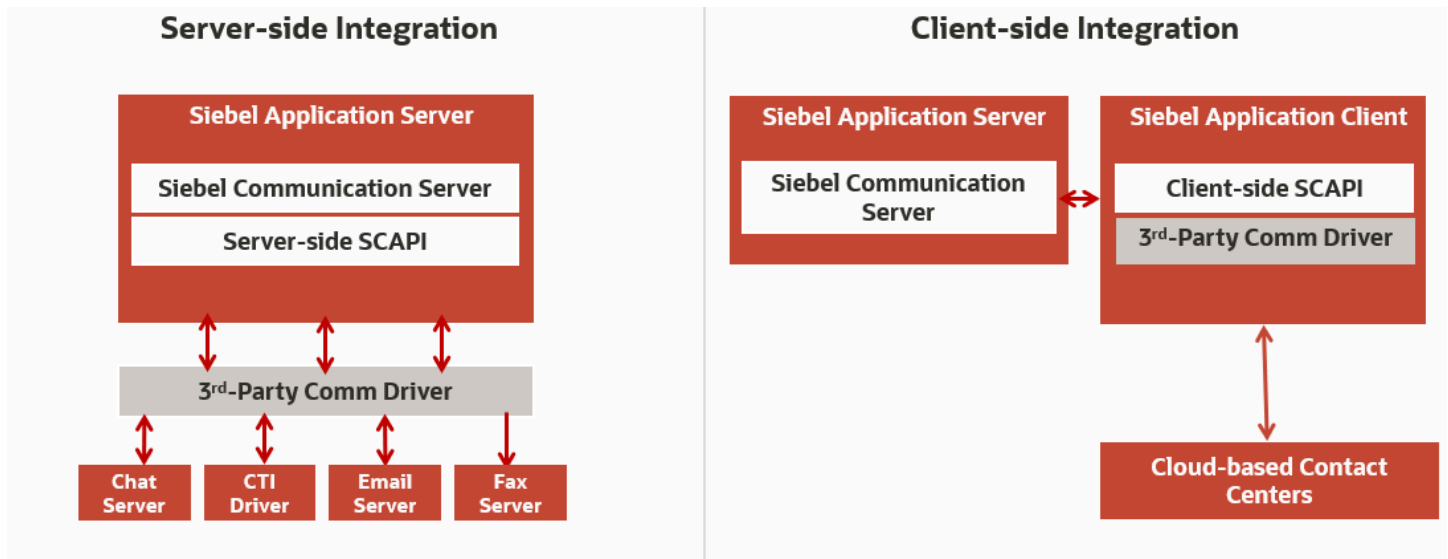 Server-side Integration
Siebel Application Server
Siebel Communication Server
Server-side SCAPI
3rd-Party Comm Driver
Chat
Server
CTI
Driver
Email
Server
Fax
Server
Client-side Integration
Siebel Application Server
Siebel Communication
Server
Siebel Application Client
Client-side SCAPI
3rd-Party Comm Driver
Cloud-based Contact
Centers